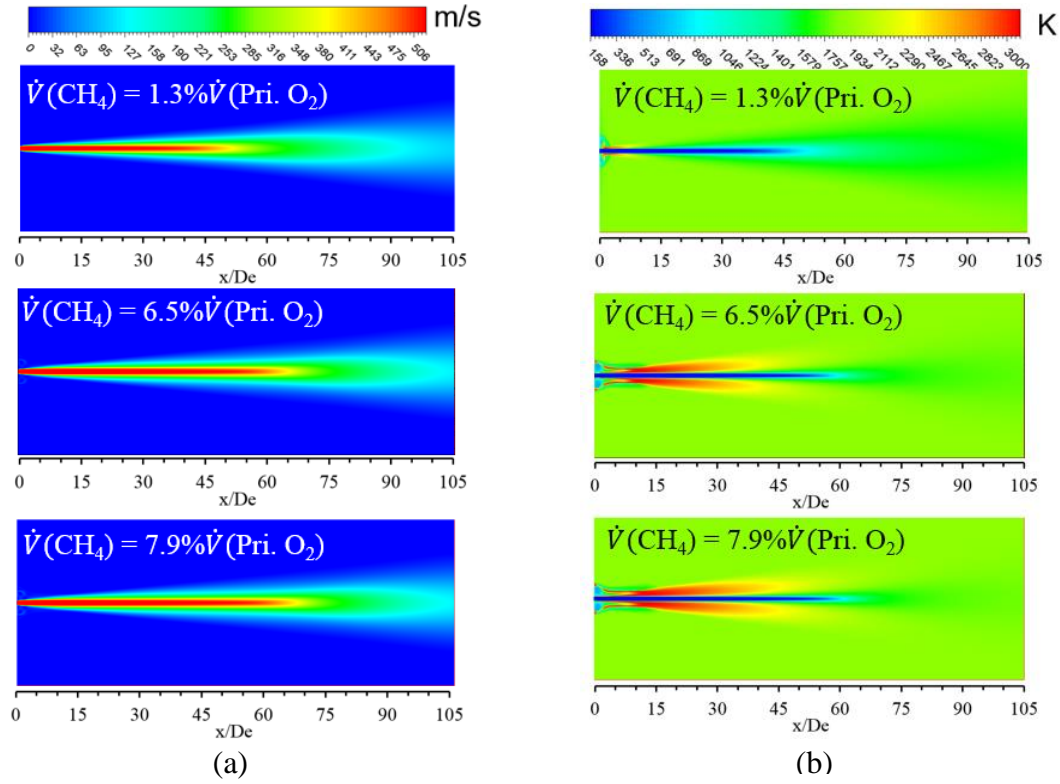 m/s
0 32 63 95 127 158 190 221 253 285 316 348 380 411 443 475 506
V̇(CH₄) = 1.3%V̇(Pri. O₂)
0 15 30 45 60 75 90 105
x/De
V̇(CH₄) = 6.5%V̇(Pri. O₂)
0 15 30 45 60 75 90 105
x/De
V̇(CH₄) = 7.9%V̇(Pri. O₂)
0 15 30 45 60 75 90 105
x/De
(a)
K
158 336 513 691 869 1046 1224 1401 1579 1757 1934 2112 2290 2467 2645 2823 3000
V̇(CH₄) = 1.3%V̇(Pri. O₂)
0 15 30 45 60 75 90 105
x/De
V̇(CH₄) = 6.5%V̇(Pri. O₂)
0 15 30 45 60 75 90 105
x/De
V̇(CH₄) = 7.9%V̇(Pri. O₂)
0 15 30 45 60 75 90 105
x/De
(b)